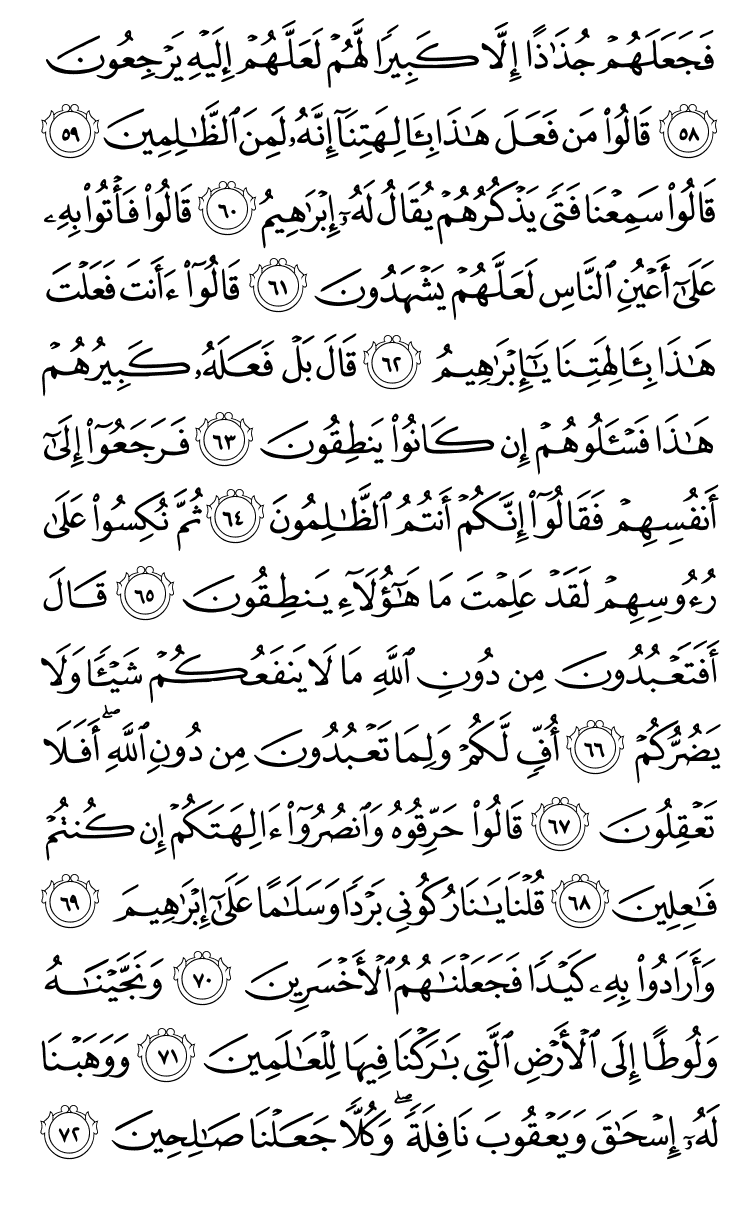 فَجَعَلَهُمۡ جُذَٰذًا إِلَّا كَبِيرٗا لَّهُمۡ لَعَلَّهُمۡ إِلَيۡهِ يَرۡجِعُونَ
٥٨ قَالُواْ مَن فَعَلَ هَٰذَا بِـَٔالِهَتِنَآ إِنَّهُۥ لَمِنَ ٱلظَّٰلِمِينَ ٥٩
قَالُواْ سَمِعۡنَا فَتٗى يَذۡكُرُهُمۡ يُقَالُ لَهُۥٓ إِبۡرَٰهِيمُ ٦٠ قَالُواْ فَأۡتُواْ بِهِۦ
عَلَىٰٓ أَعۡيُنِ ٱلنَّاسِ لَعَلَّهُمۡ يَشۡهَدُونَ ٦١ قَالُوٓاْ ءَأَنتَ فَعَلۡتَ
هَٰذَا بِـَٔالِهَتِنَا يَٰٓإِبۡرَٰهِيمُ ٦٢ قَالَ بَلۡ فَعَلَهُۥ كَبِيرُهُمۡ
هَٰذَا فَسۡـَٔلُوهُمۡ إِن كَانُواْ يَنطِقُونَ ٦٣ فَرَجَعُوٓاْ إِلَىٰٓ
أَنفُسِهِمۡ فَقَالُوٓاْ إِنَّكُمۡ أَنتُمُ ٱلظَّٰلِمُونَ ٦٤ ثُمَّ نُكِسُواْ عَلَىٰ
رُءُوسِهِمۡ لَقَدۡ عَلِمۡتَ مَا هَٰٓؤُلَآءِ يَنطِقُونَ ٦٥ قَالَ
أَفَتَعۡبُدُونَ مِن دُونِ ٱللَّهِ مَا لَا يَنفَعُكُمۡ شَيۡـٔٗا وَلَا
يَضُرُّكُمۡ ٦٦ أُفّٖ لَّكُمۡ وَلِمَا تَعۡبُدُونَ مِن دُونِ ٱللَّهِۚ أَفَلَا
تَعۡقِلُونَ ٦٧ قَالُواْ حَرِّقُوهُ وَٱنصُرُوٓاْ ءَالِهَتَكُمۡ إِن كُنتُمۡ
فَٰعِلِينَ ٦٨ قُلۡنَا يَٰنَارُ كُونِي بَرۡدٗا وَسَلَٰمًا عَلَىٰٓ إِبۡرَٰهِيمَ ٦٩
وَأَرَادُواْ بِهِۦ كَيۡدٗا فَجَعَلۡنَٰهُمُ ٱلۡأَخۡسَرِينَ ٧٠ وَنَجَّيۡنَٰهُ
وَلُوطًا إِلَى ٱلۡأَرۡضِ ٱلَّتِي بَٰرَكۡنَا فِيهَا لِلۡعَٰلَمِينَ ٧١ وَوَهَبۡنَا
لَهُۥٓ إِسۡحَٰقَ وَيَعۡقُوبَ نَافِلَةٗۖ وَكُلّٗا جَعَلۡنَا صَٰلِحِينَ ٧٢